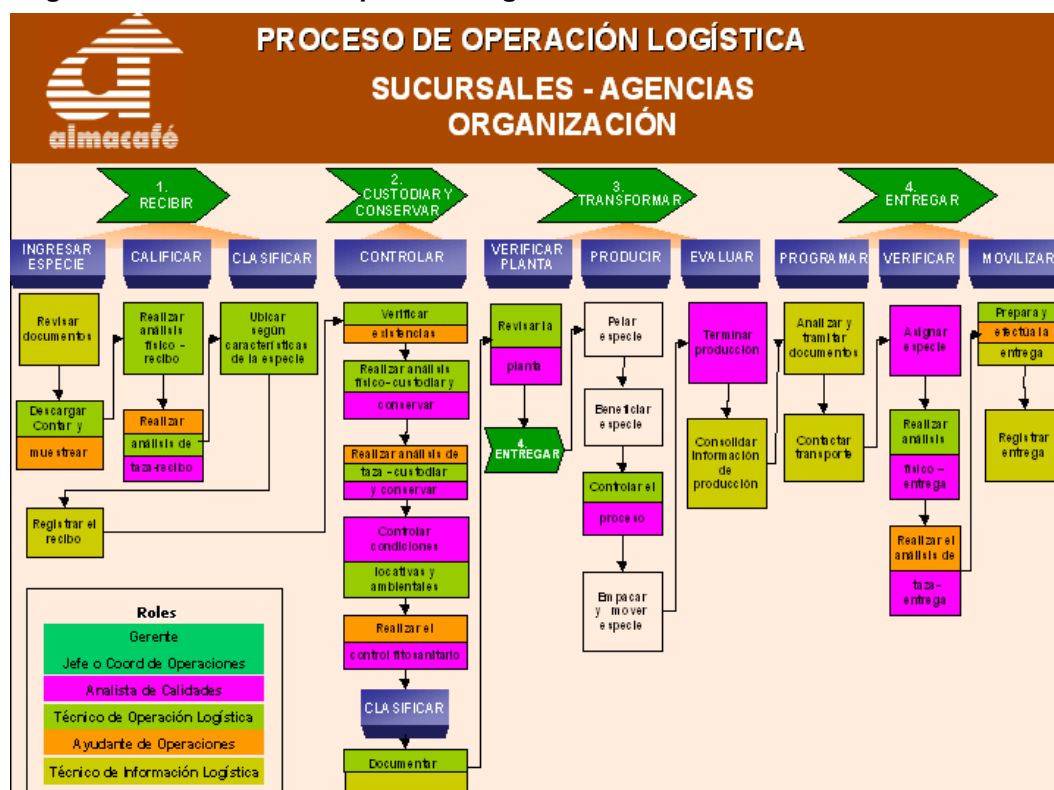 almacafé
PROCESO DE OPERACIÓN LOGÍSTICA
SUCURSALES - AGENCIAS
ORGANIZACIÓN
1.
RECIBIR
2.
CUSTODIAR Y
CONSERVAR
3.
TRANSFORMAR
4.
ENTREGAR
INGRESAR
ESPECIE
CALIFICAR
CLASIFICAR
CONTROLAR
VERIFICAR
PLANTA
PRODUCIR
EVALUAR
PROGRAMAR
VERIFICAR
MOVILIZAR
Revisar
documentos
Descargar
Contar y
muestrear
Registrar el
recibo
Realizar
análisis
físico -
recibo
Realizar
análisis de
taza-recibo
Ubicar
según
características
de la especie
Verificar
existencias
Realizar análisis
físico-custodiar y
conservar
Realizar análisis de
taza -custodiar
y conservar
Controlar
condiciones
locativas y
ambientales
Realizar el
control fitosanitario
CLASIFICAR
Documentar
Revisar la
planta
4.
ENTREGAR
Pelar
especie
Beneficiar
especie
Controlar el
proceso
Empacar
y mover
especie
Terminar
producción
Consolidar
Información
de
producción
Analizar y
tramitar
documentos
Contactar
transporte
Asignar
especie
Realizar
análisis
físico –
entrega
Realizar el
análisis de
taza-
entrega
Prepara y
efectua la
entrega
Registrar
entrega
Roles
Gerente
Jefe o Coord de Operaciones
Analista de Calidades
Técnico de Operación Logística
Ayudante de Operaciones
Técnico de Información Logística